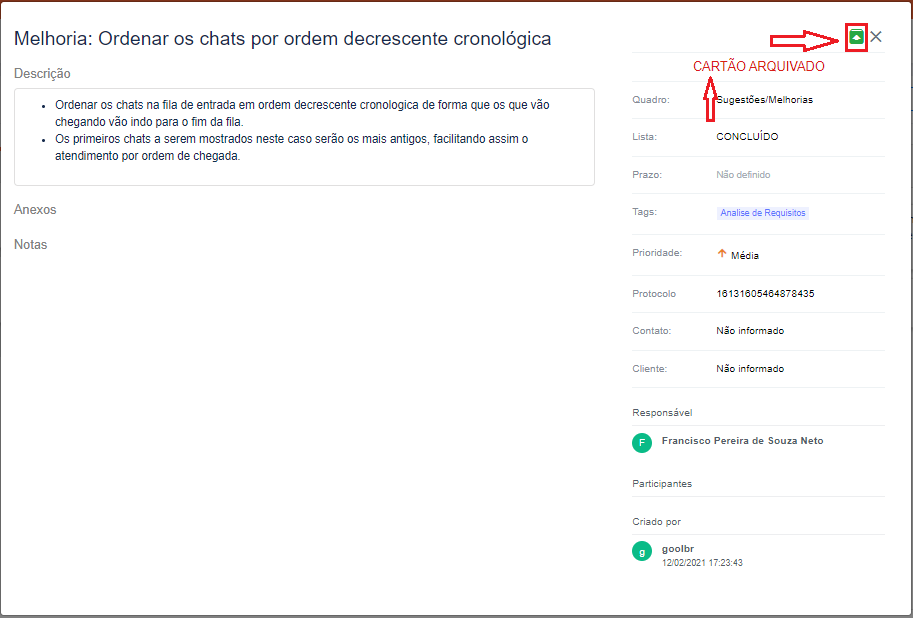 Melhoria: Ordenar os chats por ordem decrescente cronológica
Descrição
Ordenar os chats na fila de entrada em ordem decrescente cronologica de forma que os que vão
chegando vão indo para o fim da fila.
Os primeiros chats a serem mostrados neste caso serão os mais antigos, facilitando assim o
atendimento por ordem de chegada.
Anexos
Notas
CARTÃO ARQUIVADO
Quadro: Sugestões/Melhorias
Lista: CONCLUÍDO
Prazo: Não definido
Tags: Analise de Requisitos
Prioridade: Média
Protocolo 16131605464878435
Contato: Não informado
Cliente: Não informado
Responsável
F Francisco Pereira de Souza Neto
Participantes
Criado por
g goolbr
12/02/2021 17:23:43